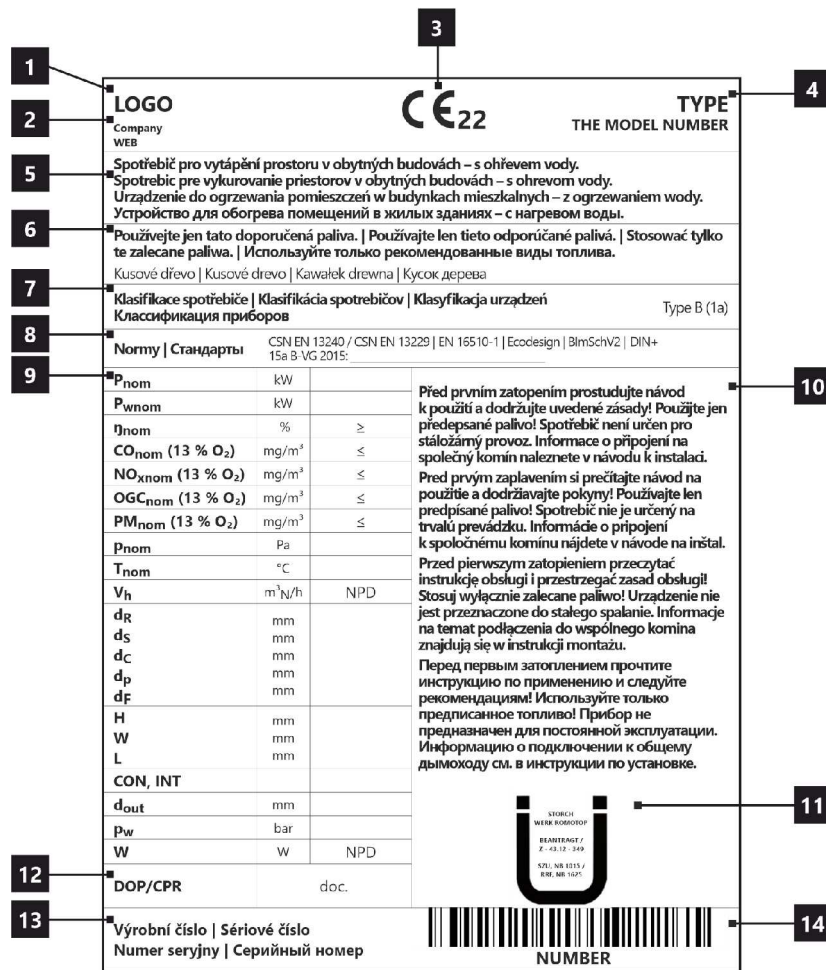 3
1
4
2
LOGO
Company
WEB
CE22
TYPE
THE MODEL NUMBER
5
Spotřebič pro vytápění prostoru v obytných budovách – s ohřevem vody.
Spotrebic pre vykurovanie priestorov v obytných budovách – s ohrevom vody.
Urządzenie do ogrzewania pomieszczeń w budynkach mieszkalnych – z ogrzewaniem wody.
Устройство для обогрева помещений в жилых зданиях – с нагревом воды.
6
Používejte jen tato doporučená paliva. | Používajte len tieto odporúčané palivá. | Stosować tylko
te zalecane paliwa. | Используйте только рекомендованные виды топлива.
Kusové dřevo | Kusové drevo | Kawałek drewna | Кусок дерева
7
Klasifikace spotřebiče | Klasifikácia spotrebičov | Klasyfikacja urządzeń
Классификация приборов
Type B (1a)
8
Normy | Стандарты
CSN EN 13240 / CSN EN 13229 | EN 16510-1 | Ecodesign | BlmSchV2 | DIN+
15a B-VG 2015: ____________________
9
Pnom kW
Pwnom kW
ηnom % ≥
COnom (13 % O₂) mg/m³ ≤
NOxnom (13 % O₂) mg/m³ ≤
OGCnom (13 % O₂) mg/m³ ≤
PMnom (13 % O₂) mg/m³ ≤
pnom Pa
Tnom °C
Vh m³N/h NPD
dR mm
dS mm
dC mm
dp mm
dF mm
H mm
W mm
L mm
CON, INT
dout mm
pw bar
W W NPD
12
DOP/CPR doc.
10
Před prvním zatopením prostudujte návod
k použití a dodržujte uvedené zásady! Použijte jen
předepsané palivo! Spotřebič není určen pro
stáložárný provoz. Informace o připojení na
společný komín naleznete v návodu k instalaci.
Pred prvým zaplavením si prečítajte návod na
použitie a dodržiavajte pokyny! Používajte len
predpísané palivo! Spotrebič nie je určený na
trvalú prevádzku. Informácie o pripojení
k spoločnému komínu nájdete v návode na inštal.
Przed pierwszym zatopieniem przeczytać
instrukcję obsługi i przestrzegać zasad obsługi!
Stosuj wyłącznie zalecane paliwo! Urządzenie nie
jest przeznaczone do stałego spalanie. Informacje
na temat podłączenia do wspólnego komina
znajdują się w instrukcji montażu.
Перед первым затоплением прочтите
инструкцию по применению и следуйте
рекомендациям! Используйте только
предписанное топливо! Прибор не
предназначен для постоянной эксплуатации.
Информацию о подключении к общему
дымоходу см. в инструкции по установке.
11
STORCH
WERK ROMOTOP
BEANTRAGT /
Z - 43.12 - 349
SZU, NB 1015 /
RRF, NB 1625
13
Výrobní číslo | Sériové číslo
Numer seryjny | Серийный номер
14
NUMBER